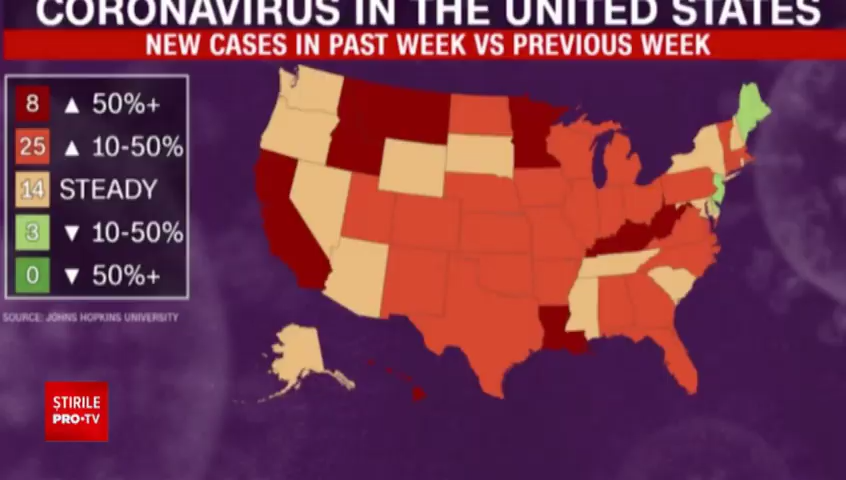 CORONAVIRUS IN THE UNITED STATES
NEW CASES IN PAST WEEK VS PREVIOUS WEEK
8 ▲ 50%+
25 ▲ 10-50%
14 STEADY
3 ▼ 10-50%
0 ▼ 50%+
SOURCE: JOHNS HOPKINS UNIVERSITY
ȘTIRILE
PRO•TV